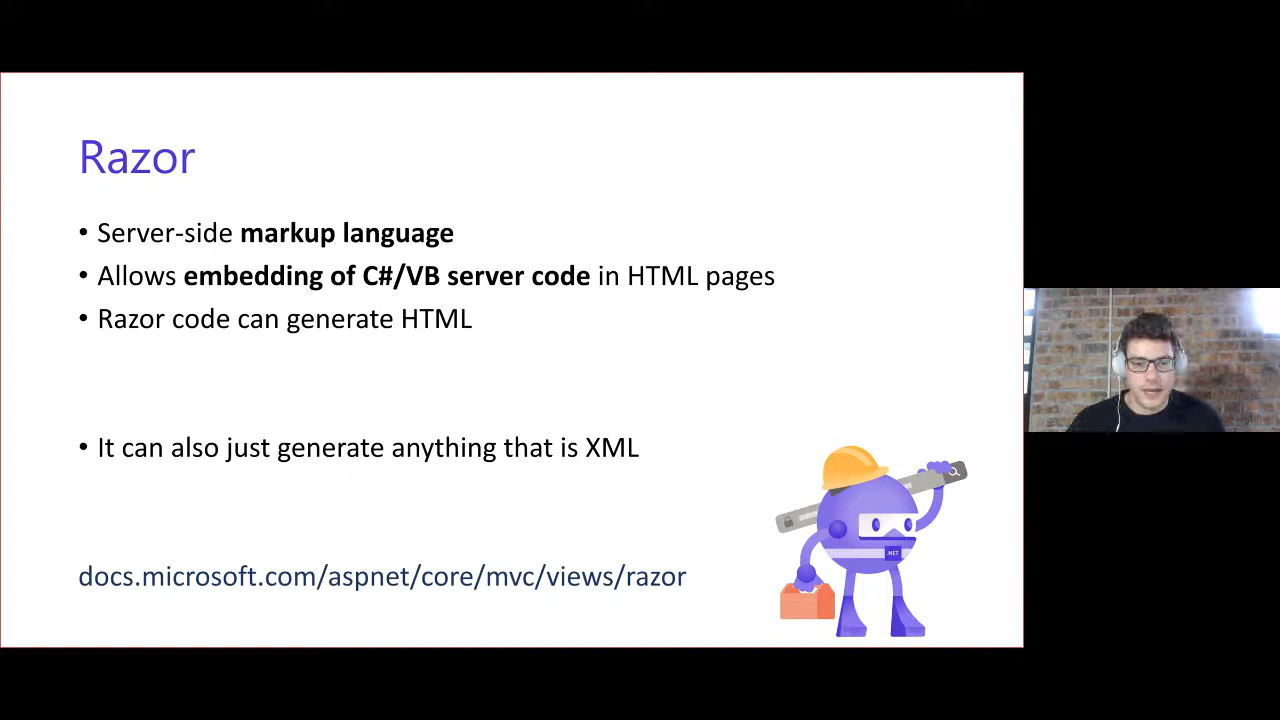 Razor
• Server-side markup language
• Allows embedding of C#/VB server code in HTML pages
• Razor code can generate HTML
• It can also just generate anything that is XML
.NET
docs.microsoft.com/aspnet/core/mvc/views/razor